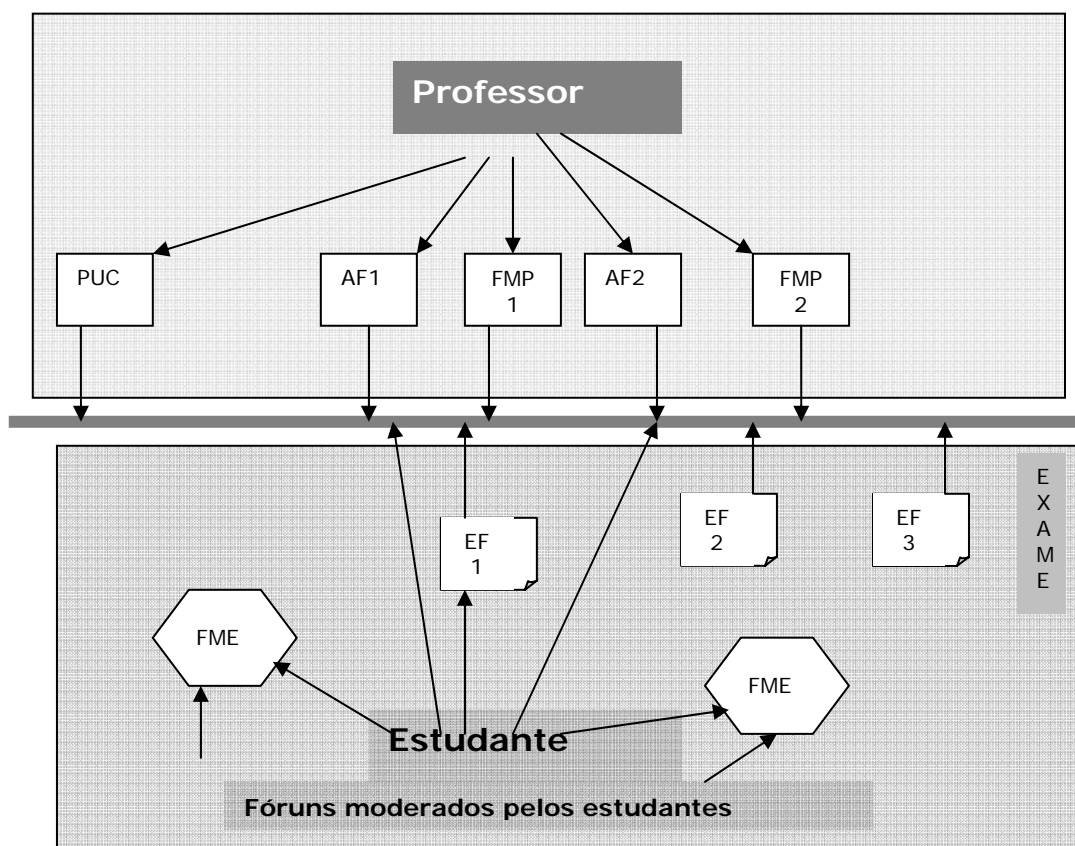 Professor
PUC
AF1
FMP
1
AF2
FMP
2
E
X
A
M
E
EF
1
EF
2
EF
3
FME
FME
Estudante
Fóruns moderados pelos estudantes